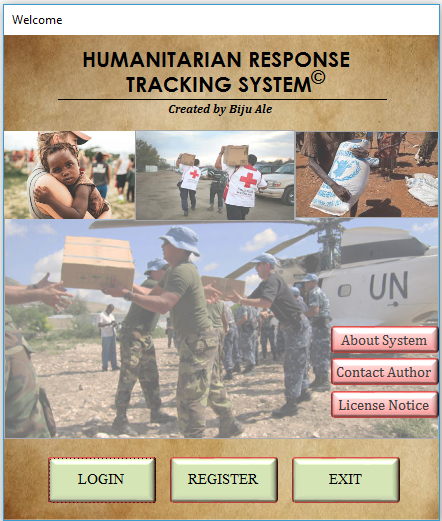 Welcome
HUMANITARIAN RESPONSE
TRACKING SYSTEM©
Created by Biju Ale
UN
About System
Contact Author
License Notice
LOGIN
REGISTER
EXIT